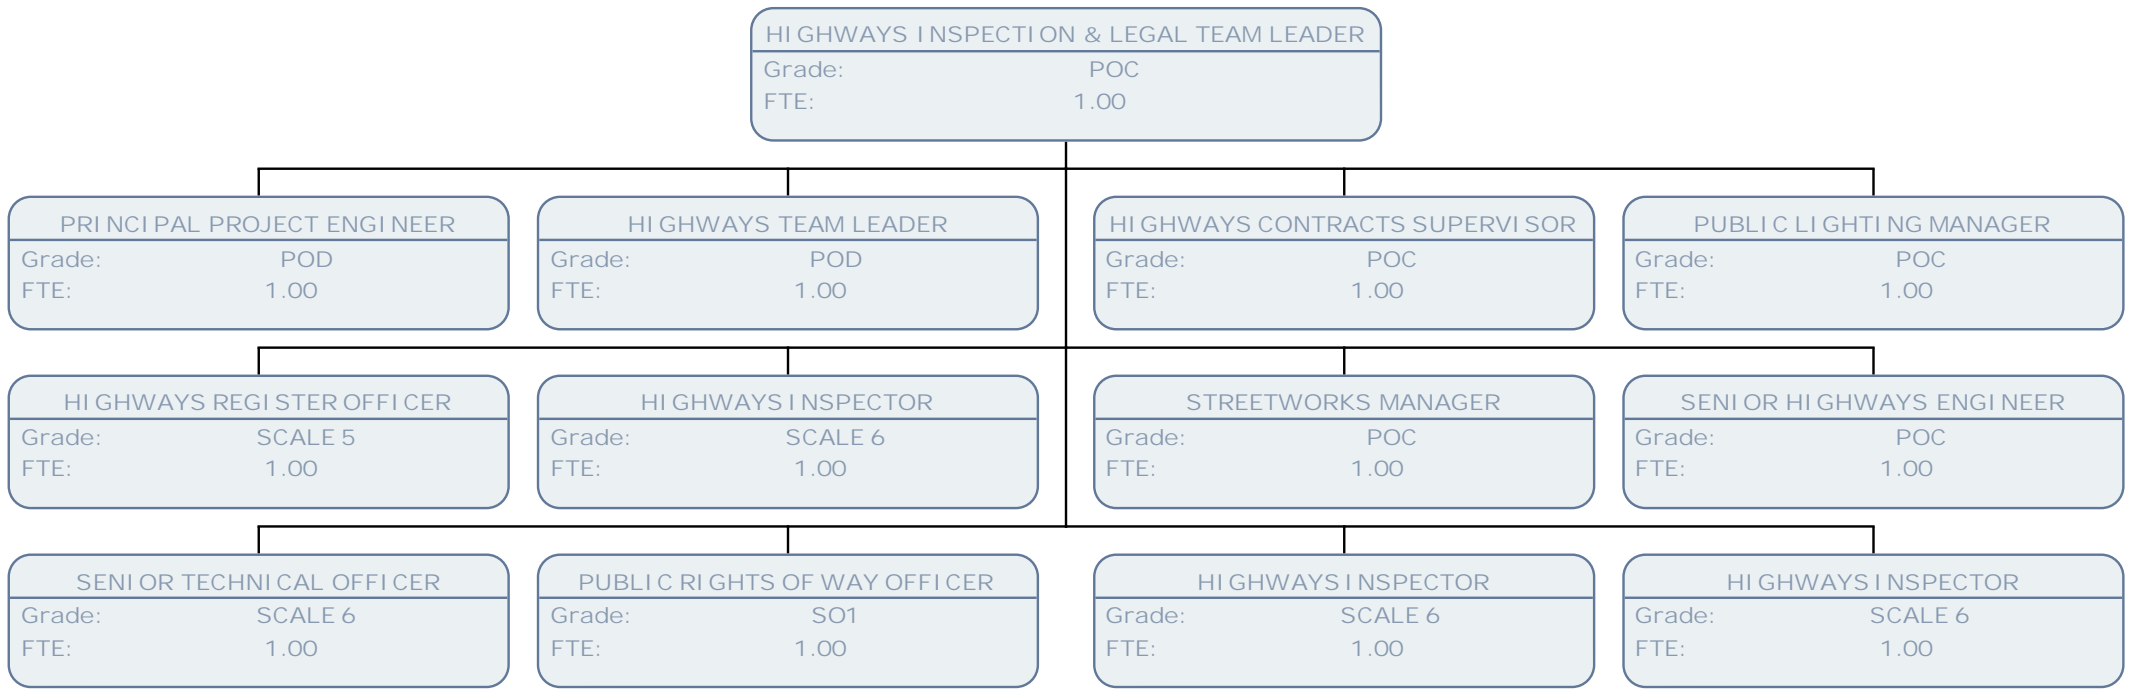 HIGHWAYS INSPECTION & LEGAL TEAM LEADER
Grade: POC
FTE: 1.00
PRINCIPAL PROJECT ENGINEER
Grade: POD
FTE: 1.00
HIGHWAYS TEAM LEADER
Grade: POD
FTE: 1.00
HIGHWAYS CONTRACTS SUPERVISOR
Grade: POC
FTE: 1.00
PUBLIC LIGHTING MANAGER
Grade: POC
FTE: 1.00
HIGHWAYS REGISTER OFFICER
Grade: SCALE 5
FTE: 1.00
HIGHWAYS INSPECTOR
Grade: SCALE 6
FTE: 1.00
STREETWORKS MANAGER
Grade: POC
FTE: 1.00
SENIOR HIGHWAYS ENGINEER
Grade: POC
FTE: 1.00
SENIOR TECHNICAL OFFICER
Grade: SCALE 6
FTE: 1.00
PUBLIC RIGHTS OF WAY OFFICER
Grade: SO1
FTE: 1.00
HIGHWAYS INSPECTOR
Grade: SCALE 6
FTE: 1.00
HIGHWAYS INSPECTOR
Grade: SCALE 6
FTE: 1.00